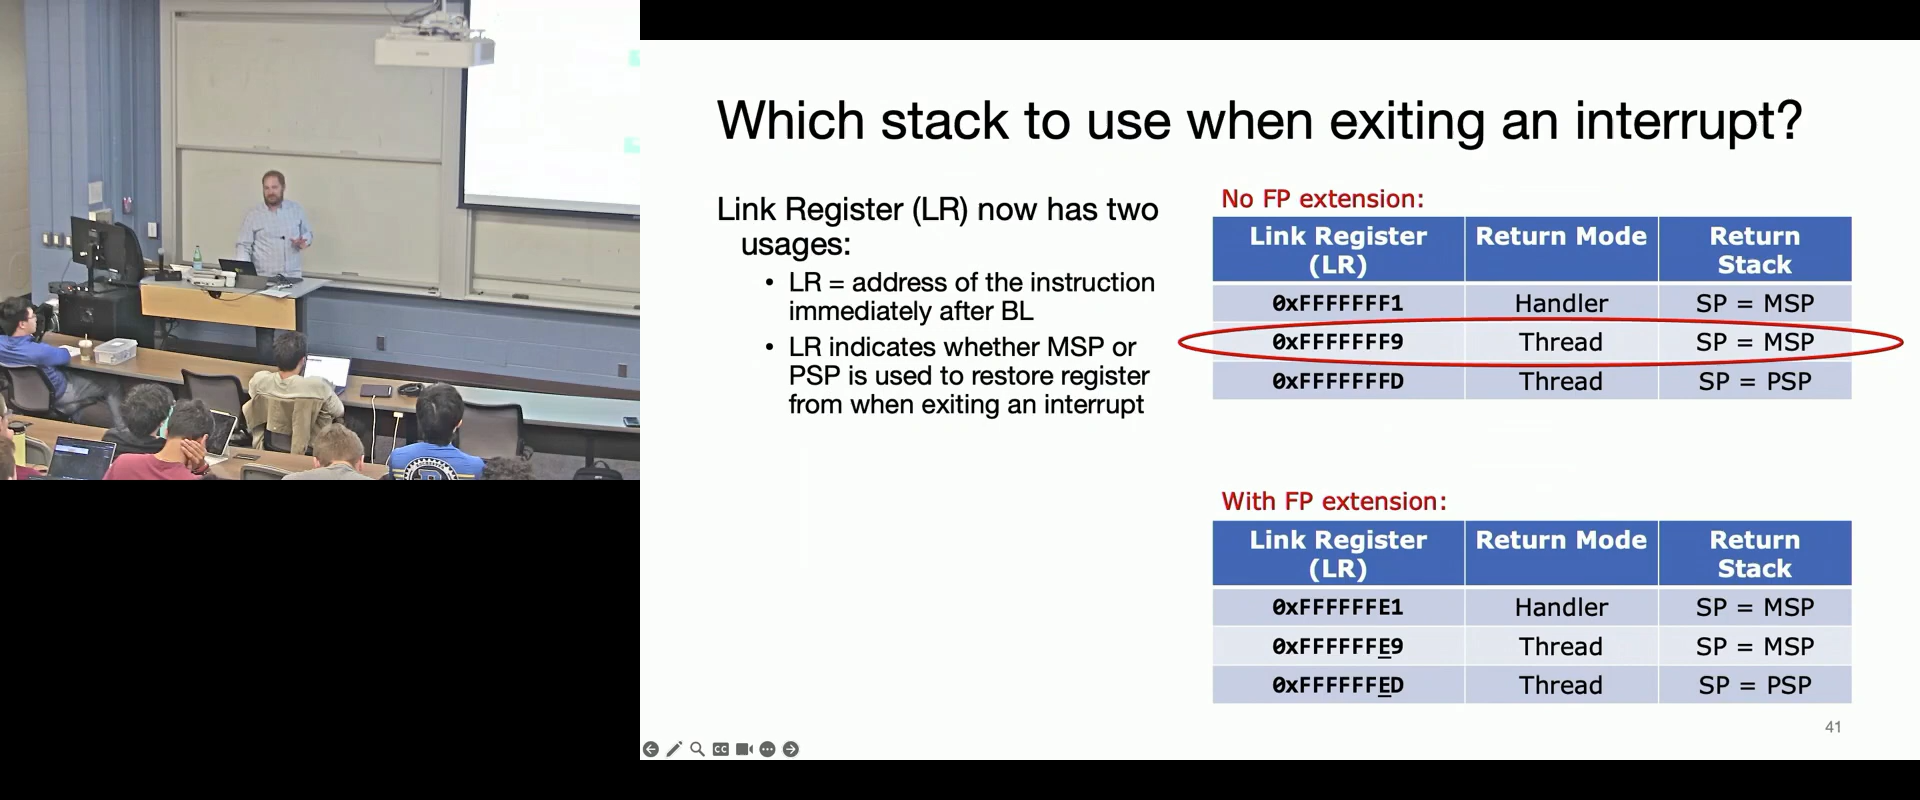 Which stack to use when exiting an interrupt?
Link Register (LR) now has two
usages:
• LR = address of the instruction
immediately after BL
• LR indicates whether MSP or
PSP is used to restore register
from when exiting an interrupt
No FP extension:
Link Register (LR) Return Mode Return Stack
0xFFFFFFF1 Handler SP = MSP
0xFFFFFFF9 Thread SP = MSP
0xFFFFFFFD Thread SP = PSP
With FP extension:
Link Register (LR) Return Mode Return Stack
0xFFFFFFE1 Handler SP = MSP
0xFFFFFFE9 Thread SP = MSP
0xFFFFFFED Thread SP = PSP
41
CC